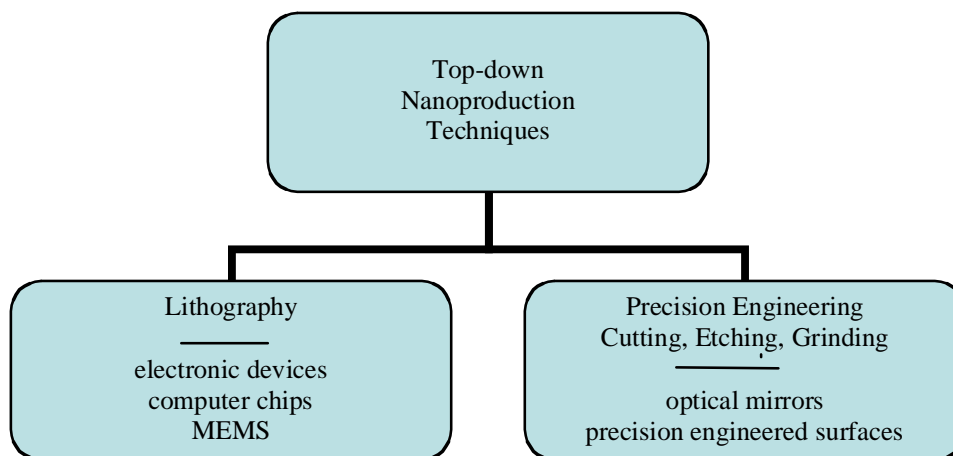 Top-down
Nanoproduction
Techniques
Lithography
electronic devices
computer chips
MEMS
Precision Engineering
Cutting, Etching, Grinding
optical mirrors
precision engineered surfaces